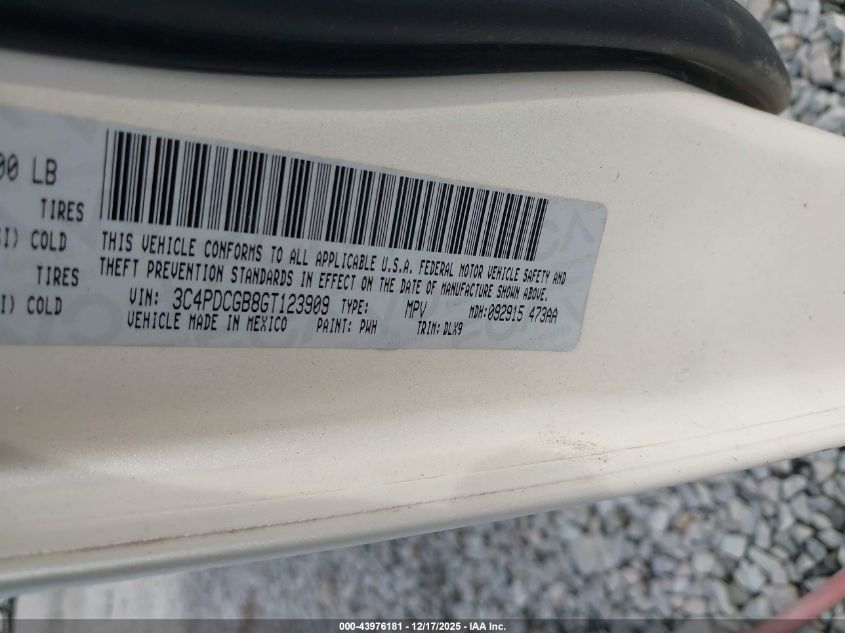 00 LB
TIRES
SI) COLD
TIRES
I) COLD
THIS VEHICLE CONFORMS TO ALL APPLICABLE U.S.A. FEDERAL MOTOR VEHICLE SAFETY AND
THEFT PREVENTION STANDARDS IN EFFECT ON THE DATE OF MANUFACTURE SHOWN ABOVE.
VIN: 3C4PDCGB8GT123909 TYPE: MPV MDH:092915 473AA
VEHICLE MADE IN MEXICO PAINT: PWH TRIM: DLX9
000-43976181 - 12/17/2025 - IAA Inc.